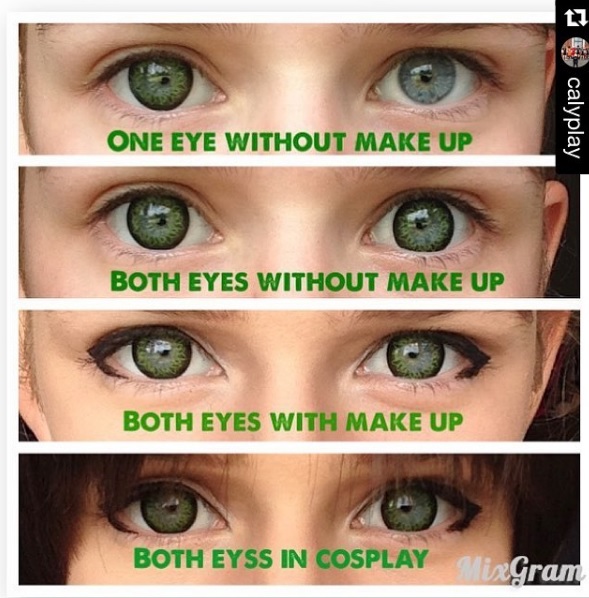 calyplay
ONE EYE WITHOUT MAKE UP
BOTH EYES WITHOUT MAKE UP
BOTH EYES WITH MAKE UP
BOTH EYSS IN COSPLAY
MixGram